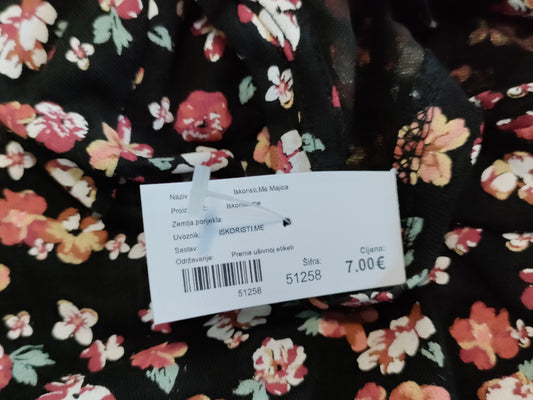 Naziv Iskoristi.Me Majica
Proiz Iskoristi.me
Zemlja porijekla:
Uvoznik: ISKORISTI.ME
Sastav
Održavanje: Prema ušivnoj etiketi
Šifra: Cijena:
51258 7.00€
51258